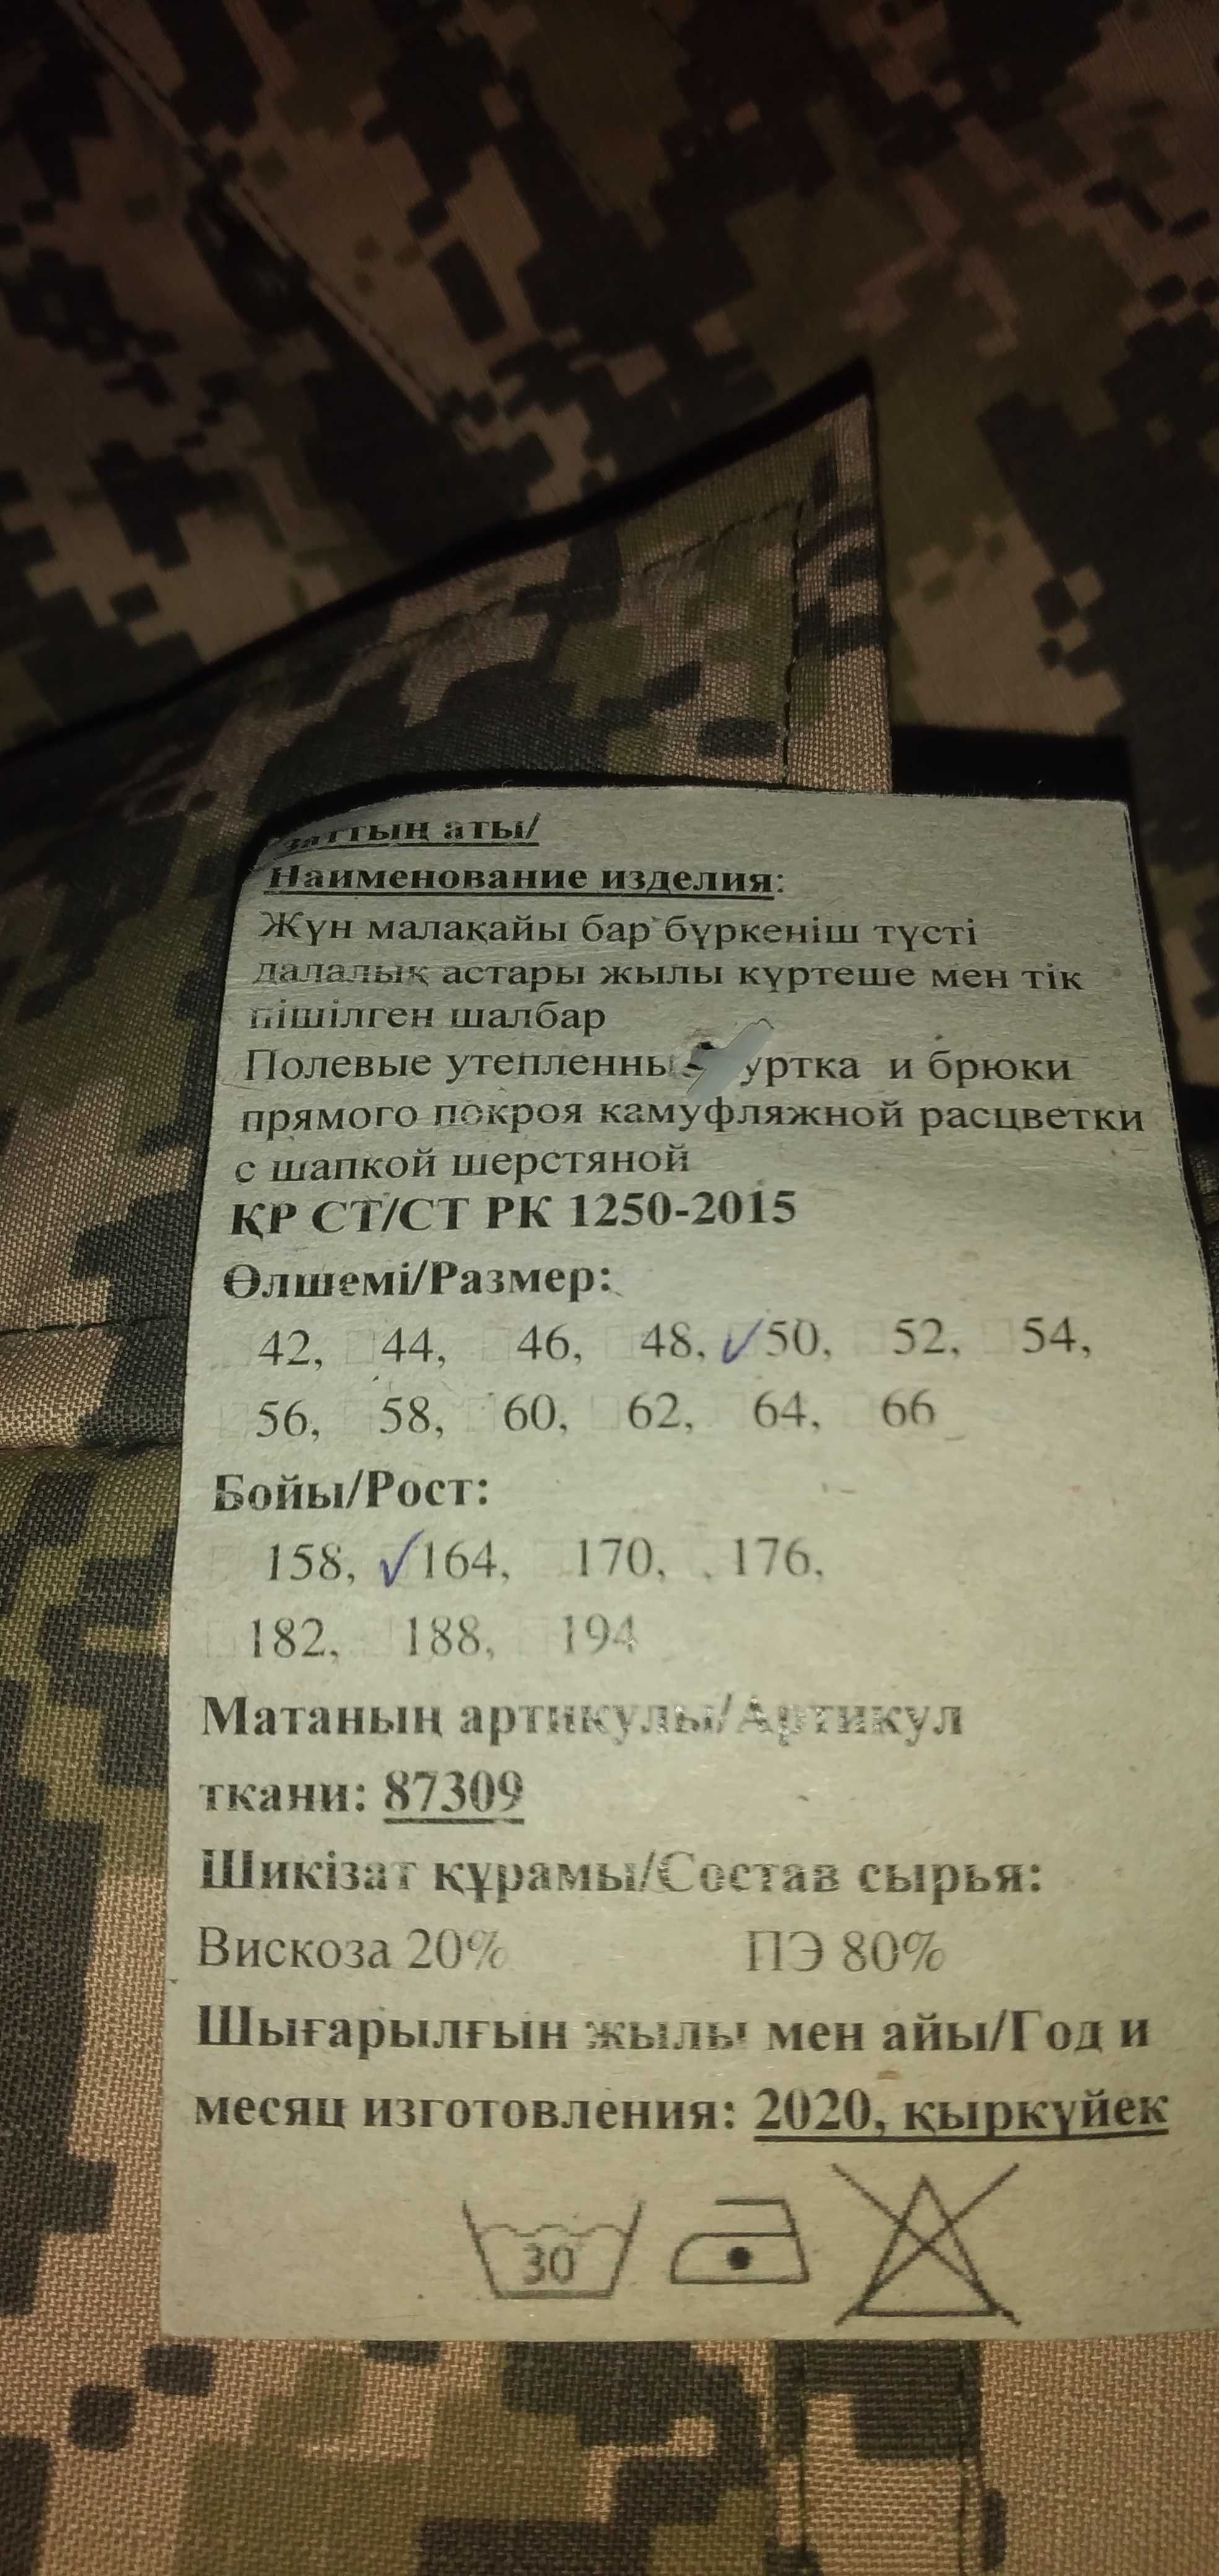 аты/
Наименование изделия:
Жүн малақайы бар бүркеніш түсті
далалық астары жылы күртеше мен тік
пішілген шалбар
Полевые и брюки
прямого покроя камуфляжной расцветки
с шапкой шерстяной
ҚР СТ/СТ РК 1250-2015
Өлшемі/Размер:
42, 44, 46, 48, ✓50, 52, 54,
56, 58, 60, 62, 64, 66
Бойы/Рост:
158, ✓164, 170, 176,
182, 188, 194
Матаның артикулы/Артикул
ткани: 87309
Шикізат құрамы/Состав сырья:
Вискоза 20% ПЭ 80%
Шығарылғын жылы мен айы/Год и
месяц изготовления: 2020, қыркүйек
30